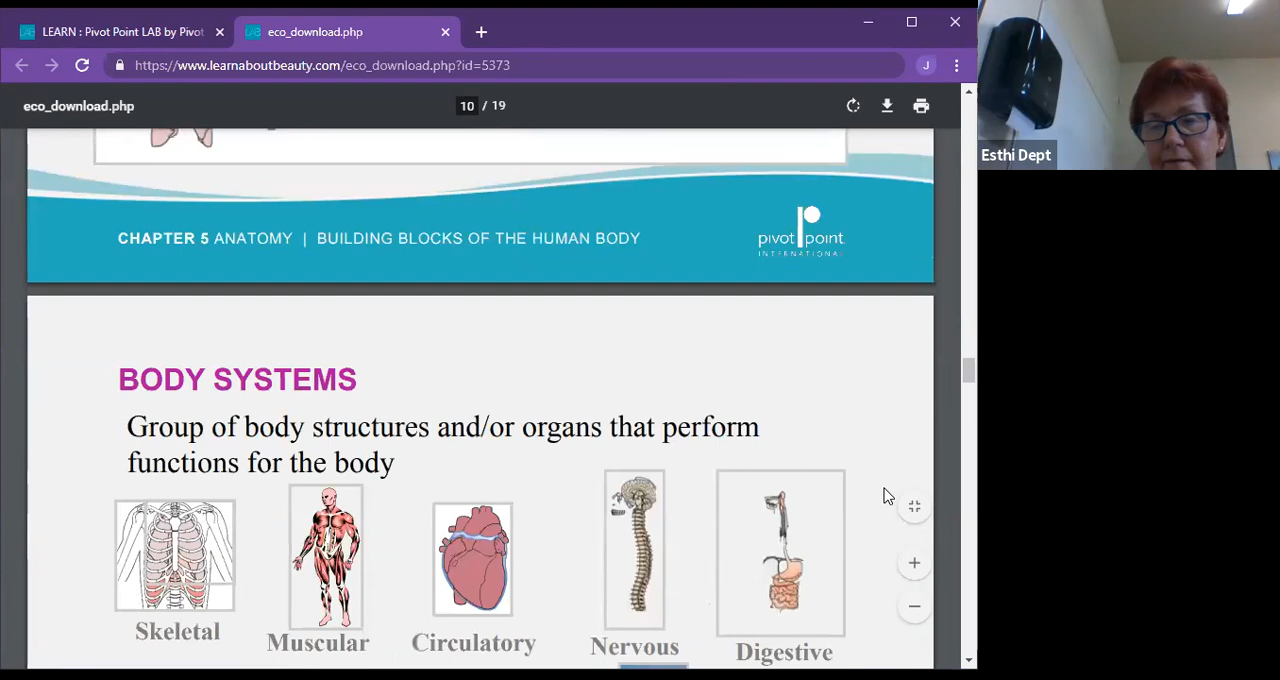 LEARN : Pivot Point LAB by Pivot
eco_download.php
https://www.learnaboutbeauty.com/eco_download.php?id=5373
J
eco_download.php
10 / 19
Esthi Dept
CHAPTER 5 ANATOMY | BUILDING BLOCKS OF THE HUMAN BODY
pivot point
INTERNATIONAL
BODY SYSTEMS
Group of body structures and/or organs that perform
functions for the body
Skeletal
Muscular
Circulatory
Nervous
Digestive